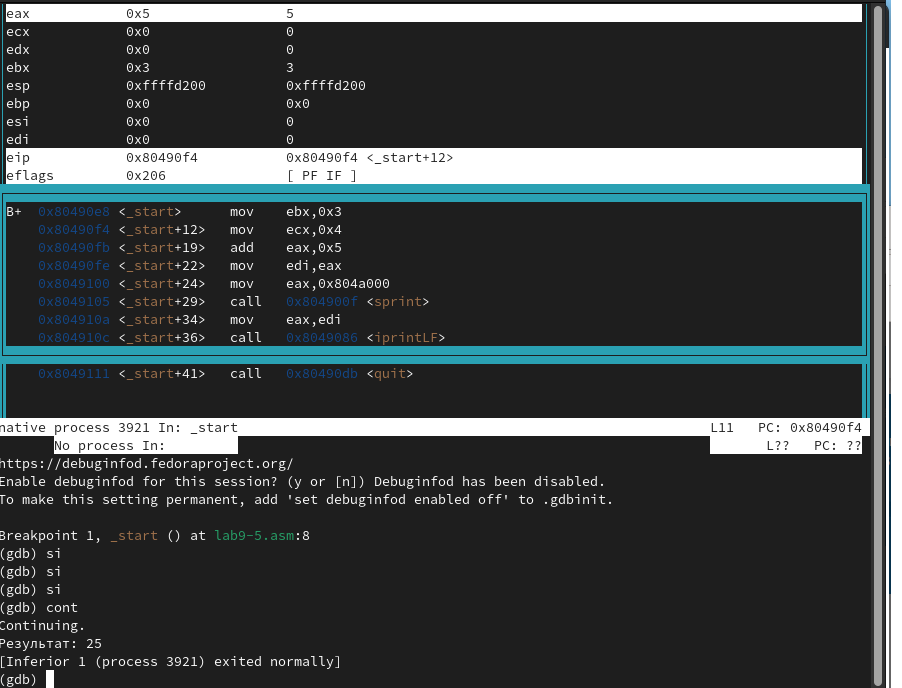 eax 0x5 5
ecx 0x0 0
edx 0x0 0
ebx 0x3 3
esp 0xffffd200 0xffffd200
ebp 0x0 0x0
esi 0x0 0
edi 0x0 0
eip 0x80490f4 0x80490f4 <_start+12>
eflags 0x206 [ PF IF ]
B+ 0x80490e8 <_start> mov ebx,0x3
0x80490f4 <_start+12> mov ecx,0x4
0x80490fb <_start+19> add eax,0x5
0x80490fe <_start+22> mov edi,eax
0x8049100 <_start+24> mov eax,0x804a000
0x8049105 <_start+29> call 0x804900f <sprint>
0x804910a <_start+34> mov eax,edi
0x804910c <_start+36> call 0x8049086 <iprintLF>
0x8049111 <_start+41> call 0x80490db <quit>
native process 3921 In: _start L11 PC: 0x80490f4
No process In: L?? PC: ??
https://debuginfod.fedoraproject.org/
Enable debuginfod for this session? (y or [n]) Debuginfod has been disabled.
To make this setting permanent, add 'set debuginfod enabled off' to .gdbinit.
Breakpoint 1, _start () at lab9-5.asm:8
(gdb) si
(gdb) si
(gdb) si
(gdb) cont
Continuing.
Результат: 25
[Inferior 1 (process 3921) exited normally]
(gdb)